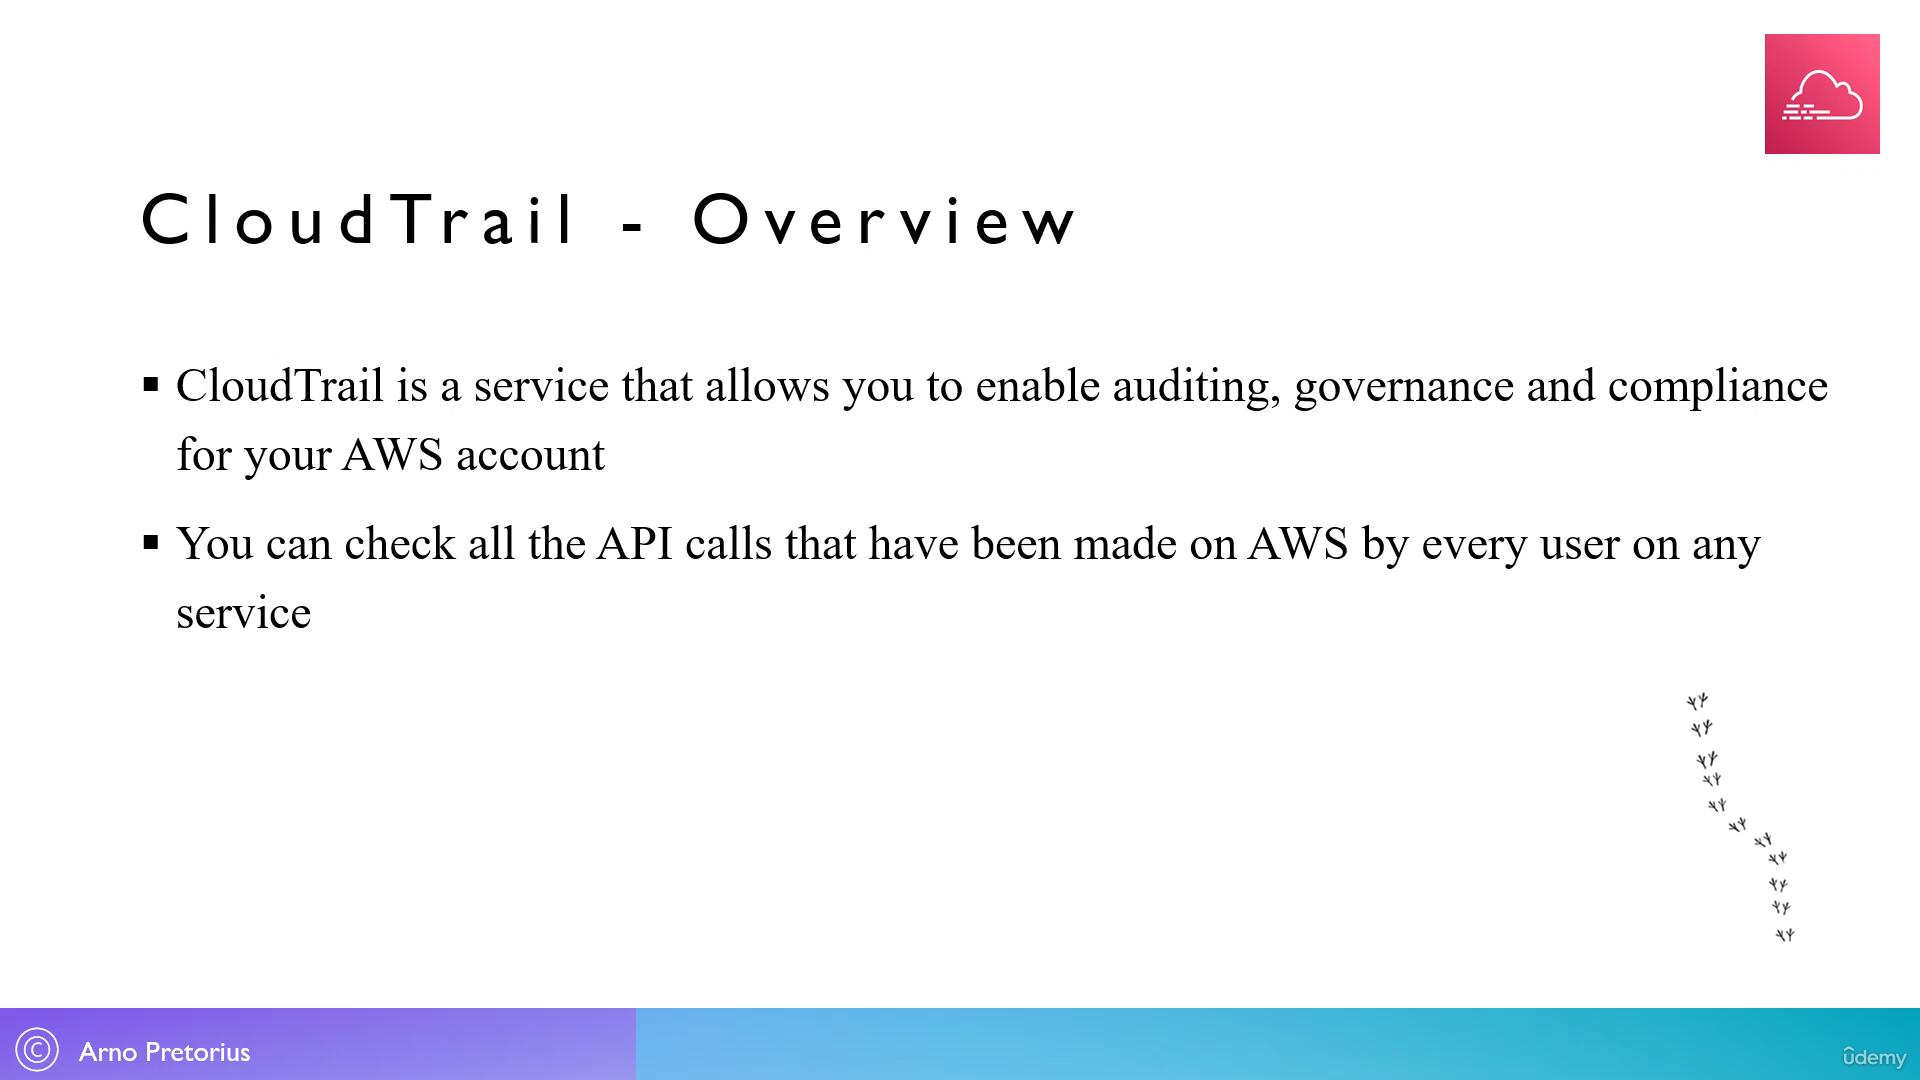 CloudTrail - Overview
▪ CloudTrail is a service that allows you to enable auditing, governance and compliance
for your AWS account
▪ You can check all the API calls that have been made on AWS by every user on any
service
© Arno Pretorius
ûdemy